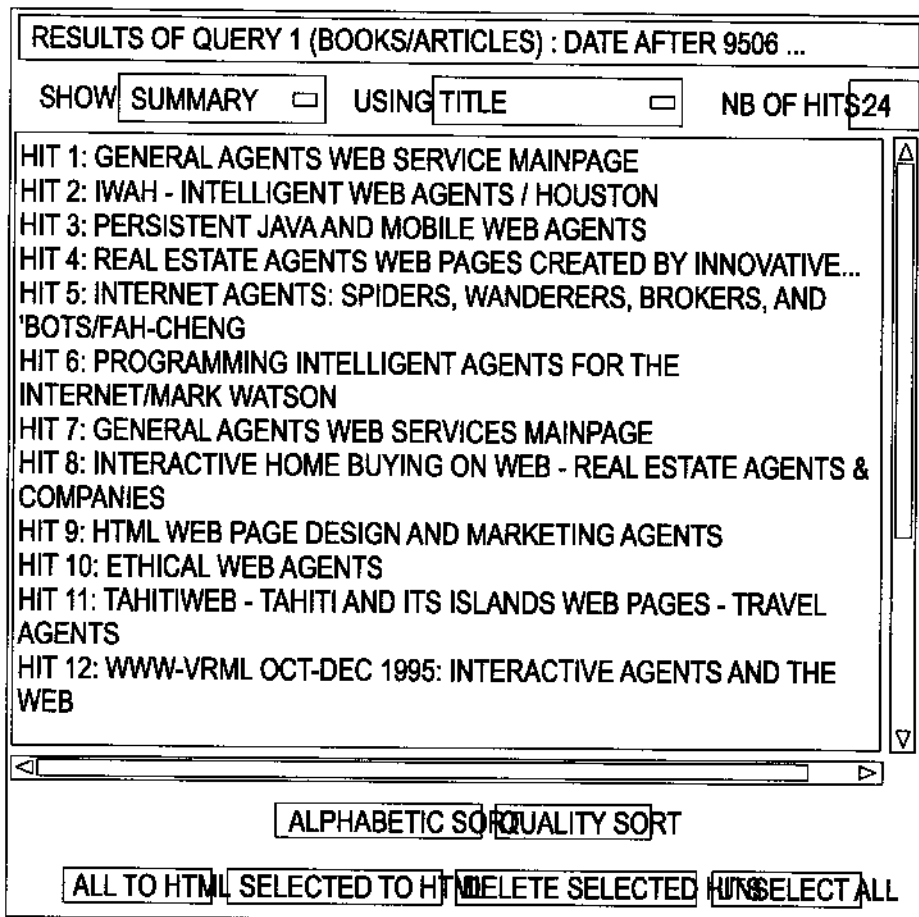 RESULTS OF QUERY 1 (BOOKS/ARTICLES) : DATE AFTER 9506 ...
SHOW SUMMARY USING TITLE NB OF HITS:24
HIT 1: GENERAL AGENTS WEB SERVICE MAINPAGE
HIT 2: IWAH - INTELLIGENT WEB AGENTS / HOUSTON
HIT 3: PERSISTENT JAVA AND MOBILE WEB AGENTS
HIT 4: REAL ESTATE AGENTS WEB PAGES CREATED BY INNOVATIVE...
HIT 5: INTERNET AGENTS: SPIDERS, WANDERERS, BROKERS, AND
'BOTS/FAH-CHENG
HIT 6: PROGRAMMING INTELLIGENT AGENTS FOR THE
INTERNET/MARK WATSON
HIT 7: GENERAL AGENTS WEB SERVICES MAINPAGE
HIT 8: INTERACTIVE HOME BUYING ON WEB - REAL ESTATE AGENTS &
COMPANIES
HIT 9: HTML WEB PAGE DESIGN AND MARKETING AGENTS
HIT 10: ETHICAL WEB AGENTS
HIT 11: TAHITIWEB - TAHITI AND ITS ISLANDS WEB PAGES - TRAVEL
AGENTS
HIT 12: WWW-VRML OCT-DEC 1995: INTERACTIVE AGENTS AND THE
WEB
ALPHABETIC SORT QUALITY SORT
ALL TO HTML SELECTED TO HTML DELETE SELECTED HITS UNSELECT ALL